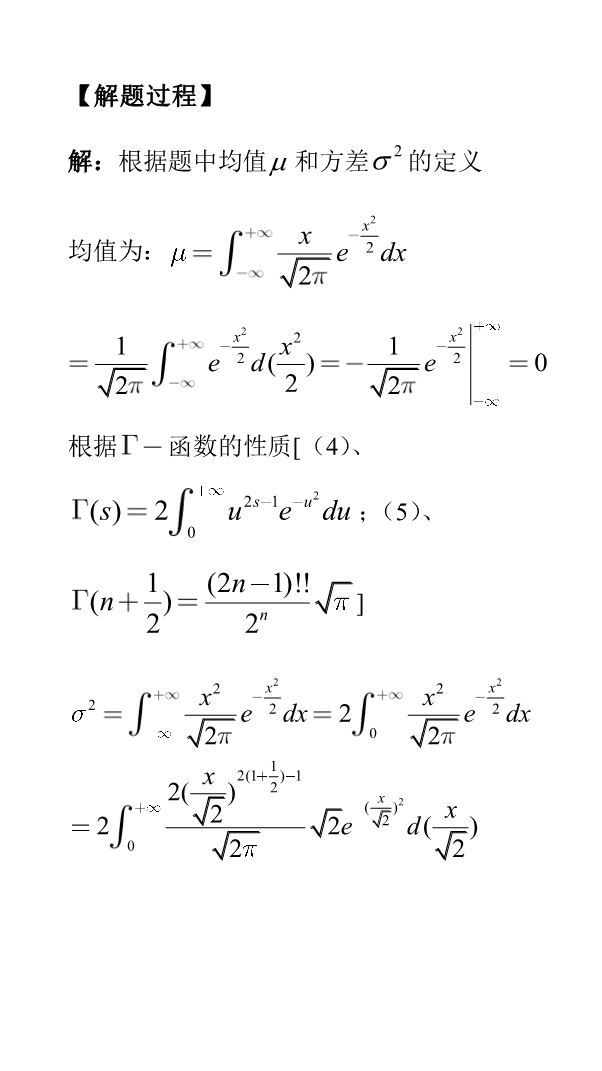 【解题过程】
解：根据题中均值 μ 和方差 σ² 的定义
均值为： $\mu = \int_{-\infty}^{+\infty} \frac{x}{\sqrt{2\pi}} e^{-\frac{x^2}{2}} dx$
$= \frac{1}{\sqrt{2\pi}} \int_{-\infty}^{+\infty} e^{-\frac{x^2}{2}} d(\frac{x^2}{2}) = -\frac{1}{\sqrt{2\pi}} e^{-\frac{x^2}{2}} \Big|_{-\infty}^{+\infty} = 0$
根据 Γ－函数的性质[（4）、
$\Gamma(s) = 2\int_{0}^{+\infty} u^{2s-1} e^{-u^2} du$ ；（5）、
$\Gamma(n+\frac{1}{2}) = \frac{(2n-1)!!}{2^n} \sqrt{\pi}$ ]
$\sigma^2 = \int_{\infty}^{+\infty} \frac{x^2}{\sqrt{2\pi}} e^{-\frac{x^2}{2}} dx = 2\int_{0}^{+\infty} \frac{x^2}{\sqrt{2\pi}} e^{-\frac{x^2}{2}} dx$
$= 2\int_{0}^{+\infty} \frac{2(\frac{x}{\sqrt{2}})^{2(1+\frac{1}{2})-1}}{\sqrt{2\pi}} \sqrt{2} e^{(\frac{x}{\sqrt{2}})^2} d(\frac{x}{\sqrt{2}})$